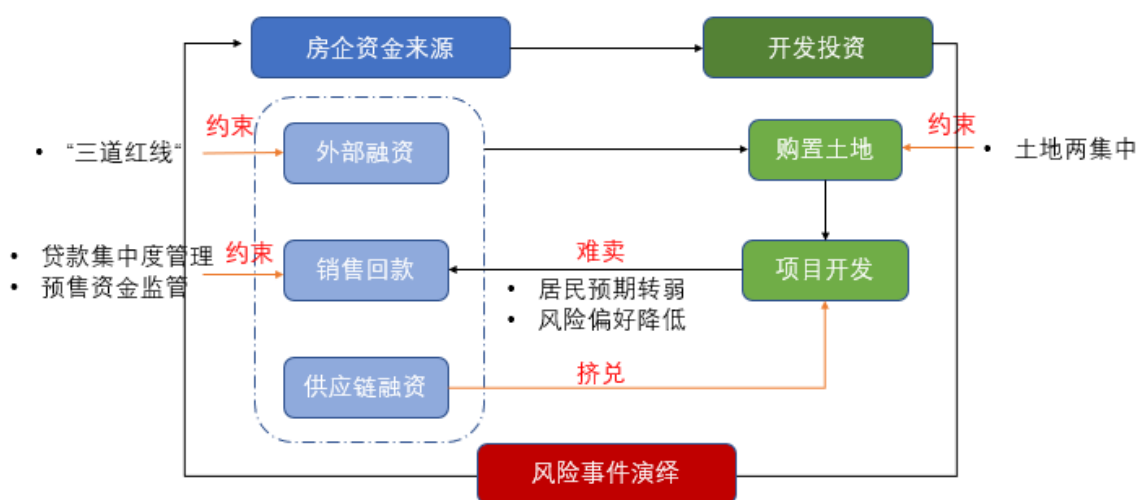 房企资金来源
开发投资
约束
约束
• “三道红线“
外部融资
购置土地
• 土地两集中
难卖
• 贷款集中度管理
• 预售资金监管
约束
销售回款
项目开发
• 居民预期转弱
• 风险偏好降低
供应链融资
挤兑
风险事件演绎